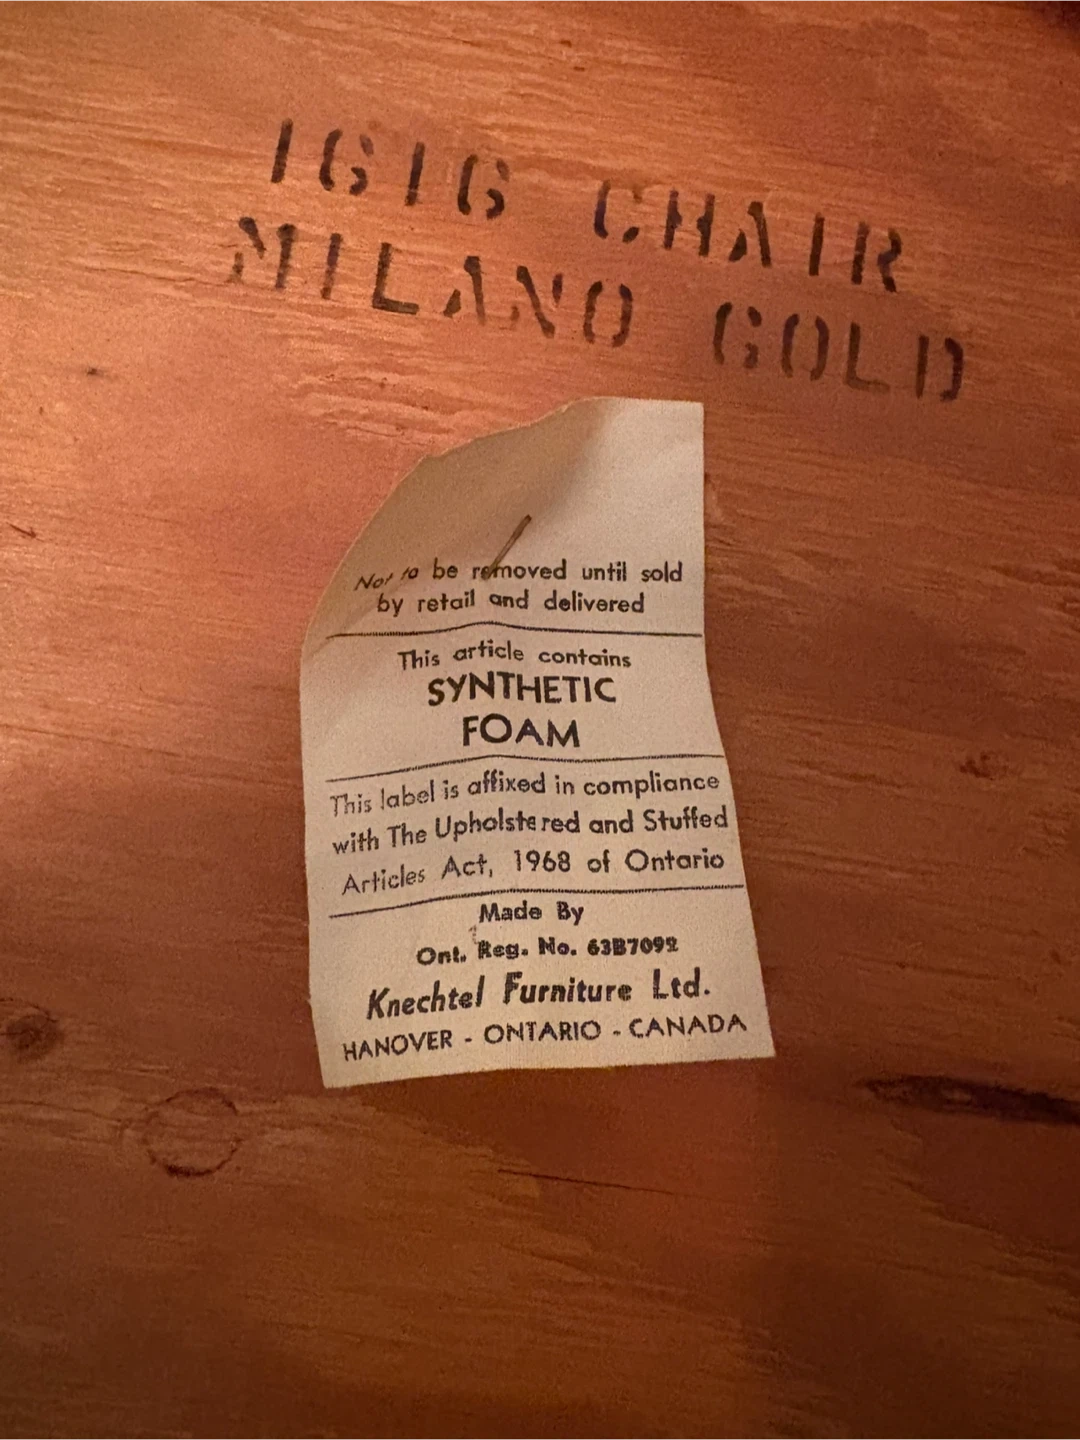 1616 CHAIR
MILANO GOLD
Not to be removed until sold
by retail and delivered
This article contains
SYNTHETIC
FOAM
This label is affixed in compliance
with The Upholstered and Stuffed
Articles Act, 1968 of Ontario
Made By
Ont. Reg. No. 63B7092
Knechtel Furniture Ltd.
HANOVER - ONTARIO - CANADA